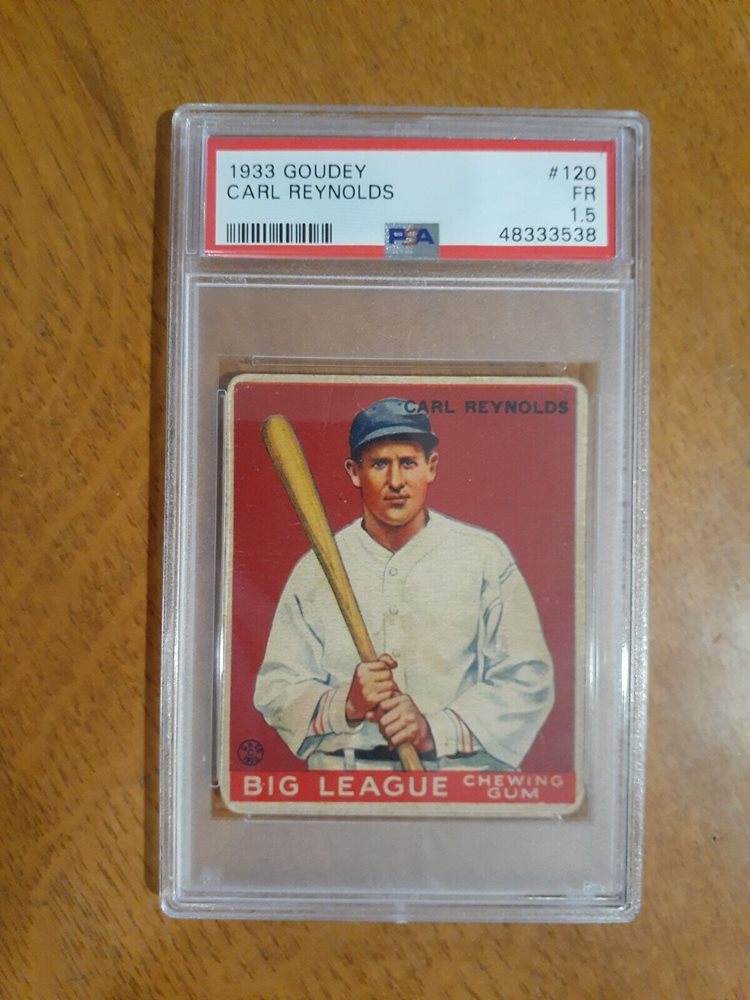 1933 GOUDEY #120
CARL REYNOLDS FR
1.5
PSA 48333538
CARL REYNOLDS
BIG LEAGUE CHEWING
GUM